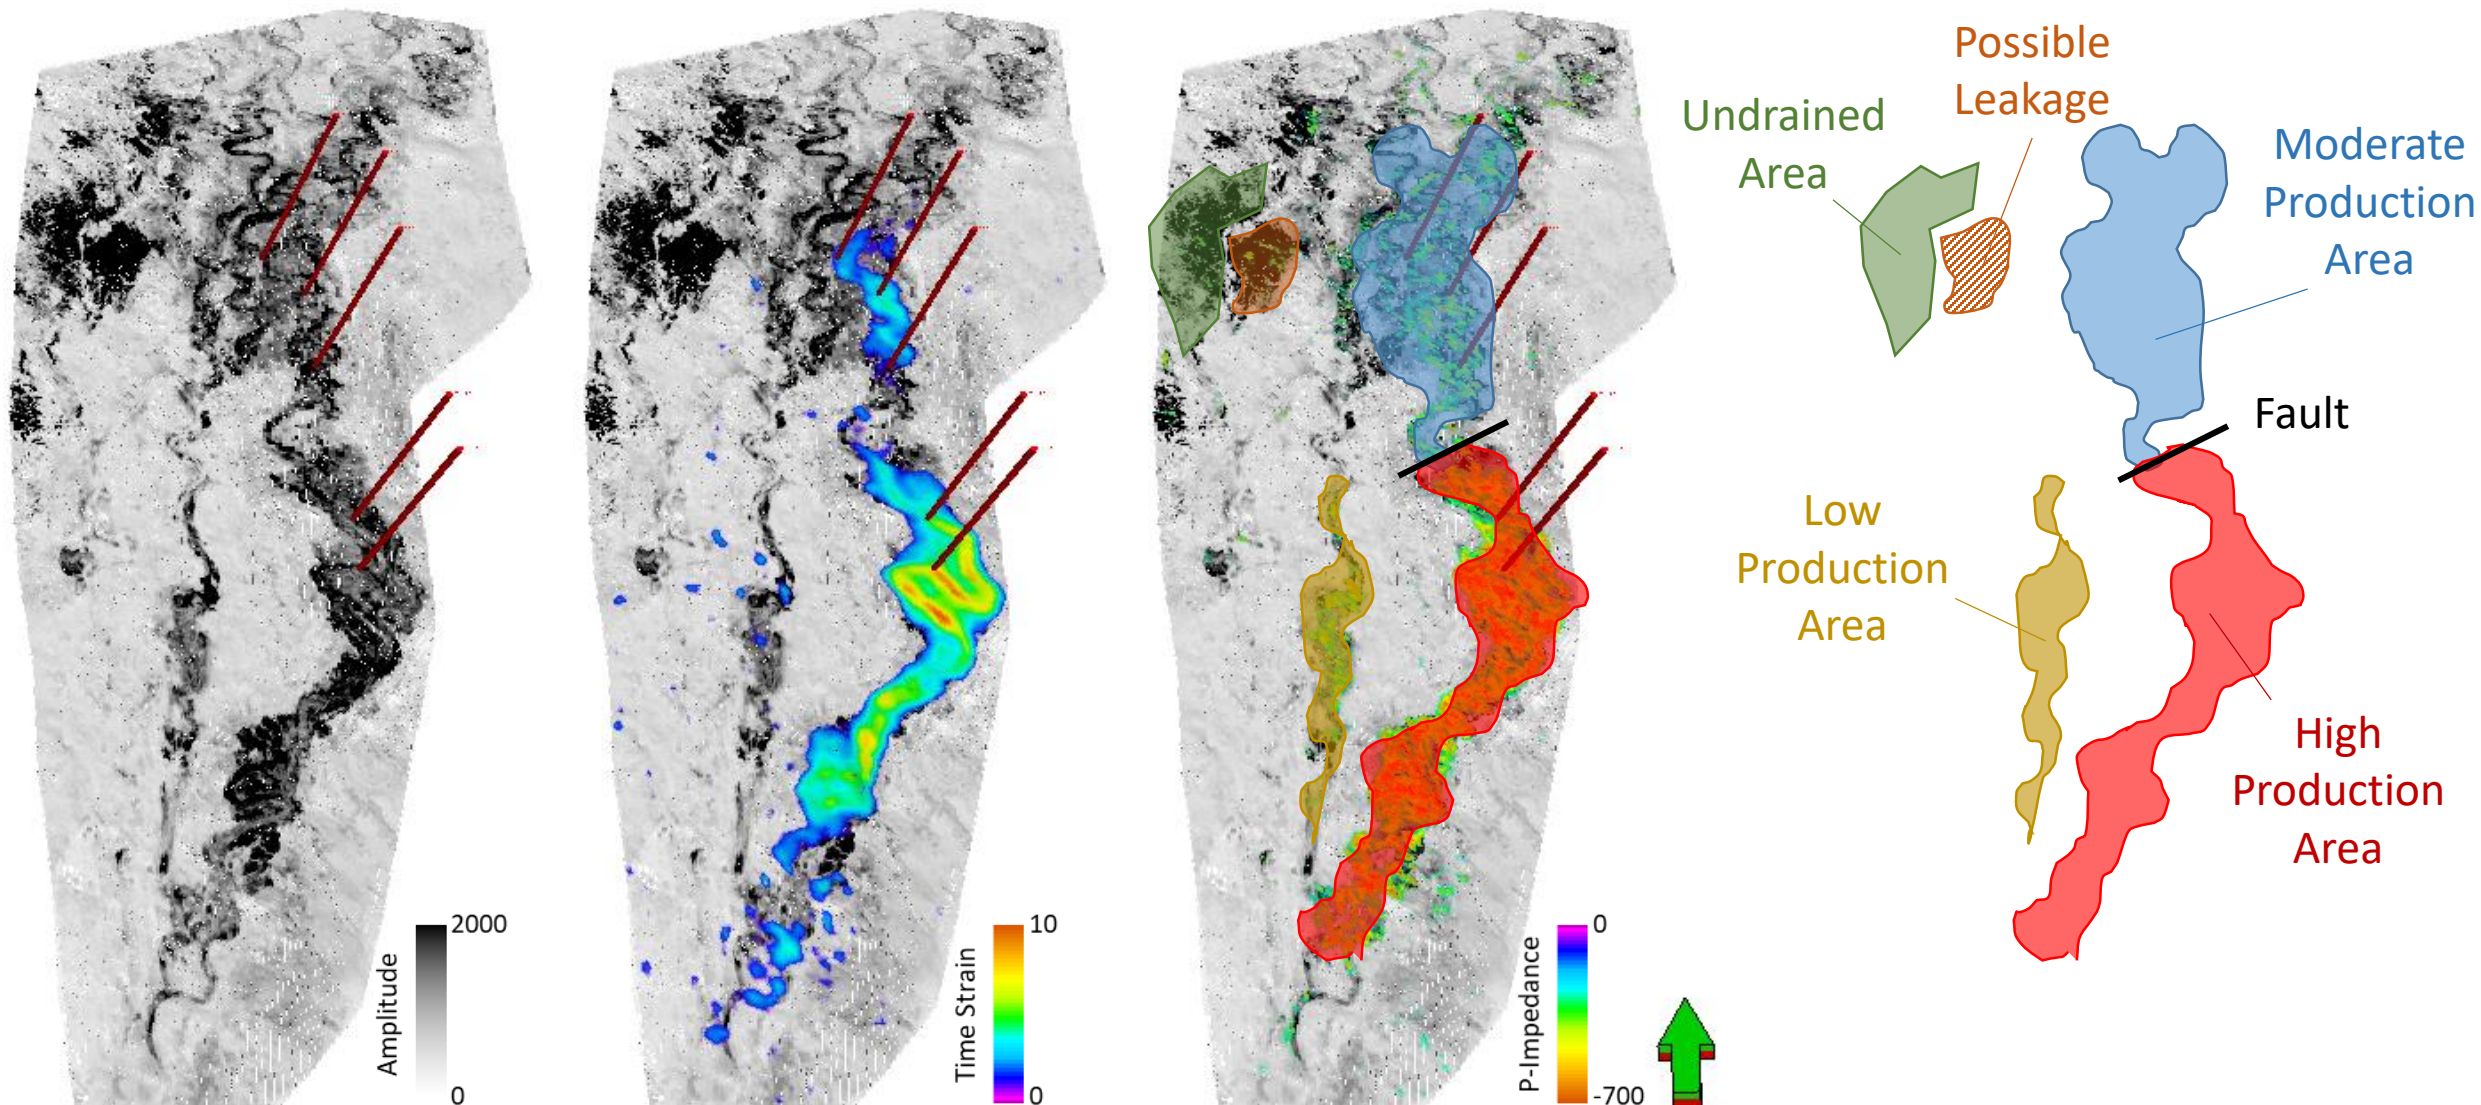 Possible
Leakage
Undrained
Area
Moderate
Production
Area
Fault
Low
Production
Area
High
Production
Area
2000
Amplitude
0
10
Time Strain
0
0
P-Impedance
-700